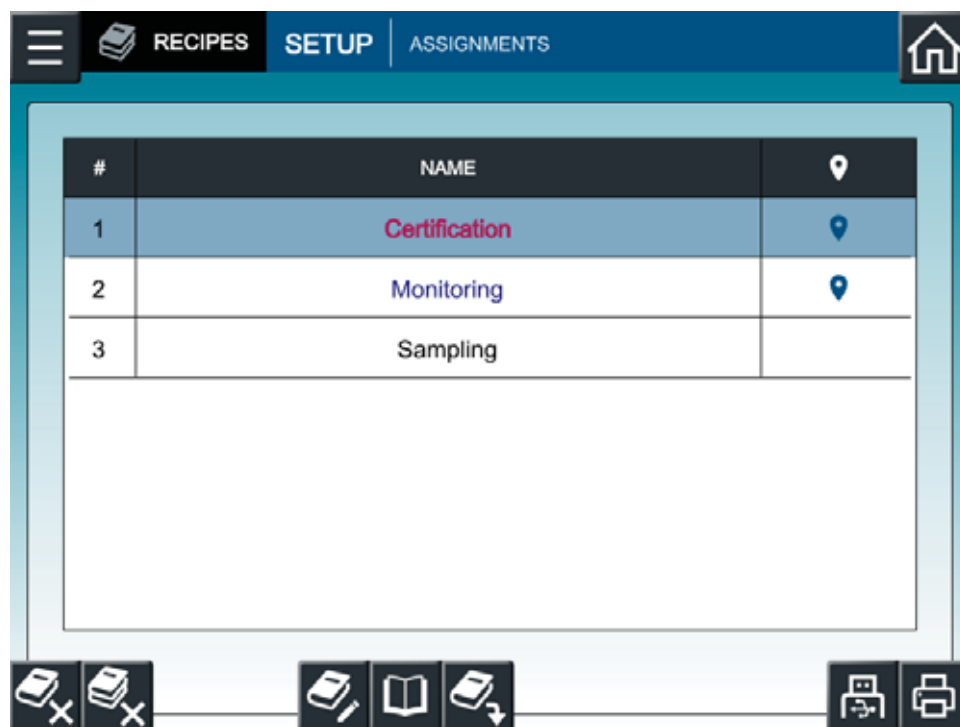 RECIPES SETUP ASSIGNMENTS
# NAME
1 Certification
2 Monitoring
3 Sampling